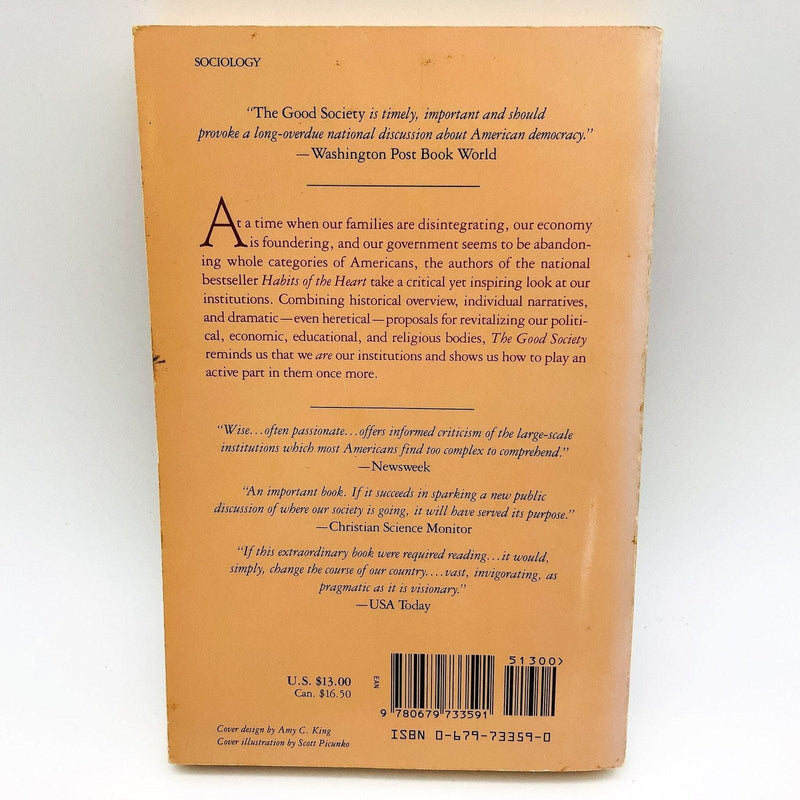 SOCIOLOGY
“The Good Society is timely, important and should
provoke a long-overdue national discussion about American democracy.”
—Washington Post Book World
At a time when our families are disintegrating, our economy
is foundering, and our government seems to be abandon-
ing whole categories of Americans, the authors of the national
bestseller Habits of the Heart take a critical yet inspiring look at our
institutions. Combining historical overview, individual narratives,
and dramatic—even heretical—proposals for revitalizing our politi-
cal, economic, educational, and religious bodies, The Good Society
reminds us that we are our institutions and shows us how to play an
active part in them once more.
“Wise...often passionate...offers informed criticism of the large-scale
institutions which most Americans find too complex to comprehend.”
—Newsweek
“An important book. If it succeeds in sparking a new public
discussion of where our society is going, it will have served its purpose.”
—Christian Science Monitor
“If this extraordinary book were required reading...it would,
simply, change the course of our country....vast, invigorating, as
pragmatic as it is visionary.”
—USA Today
U.S. $13.00
Can. $16.50
EAN
51300>
9 780679 733591
ISBN 0-679-73359-0
Cover design by Amy C. King
Cover illustration by Scott Picunko